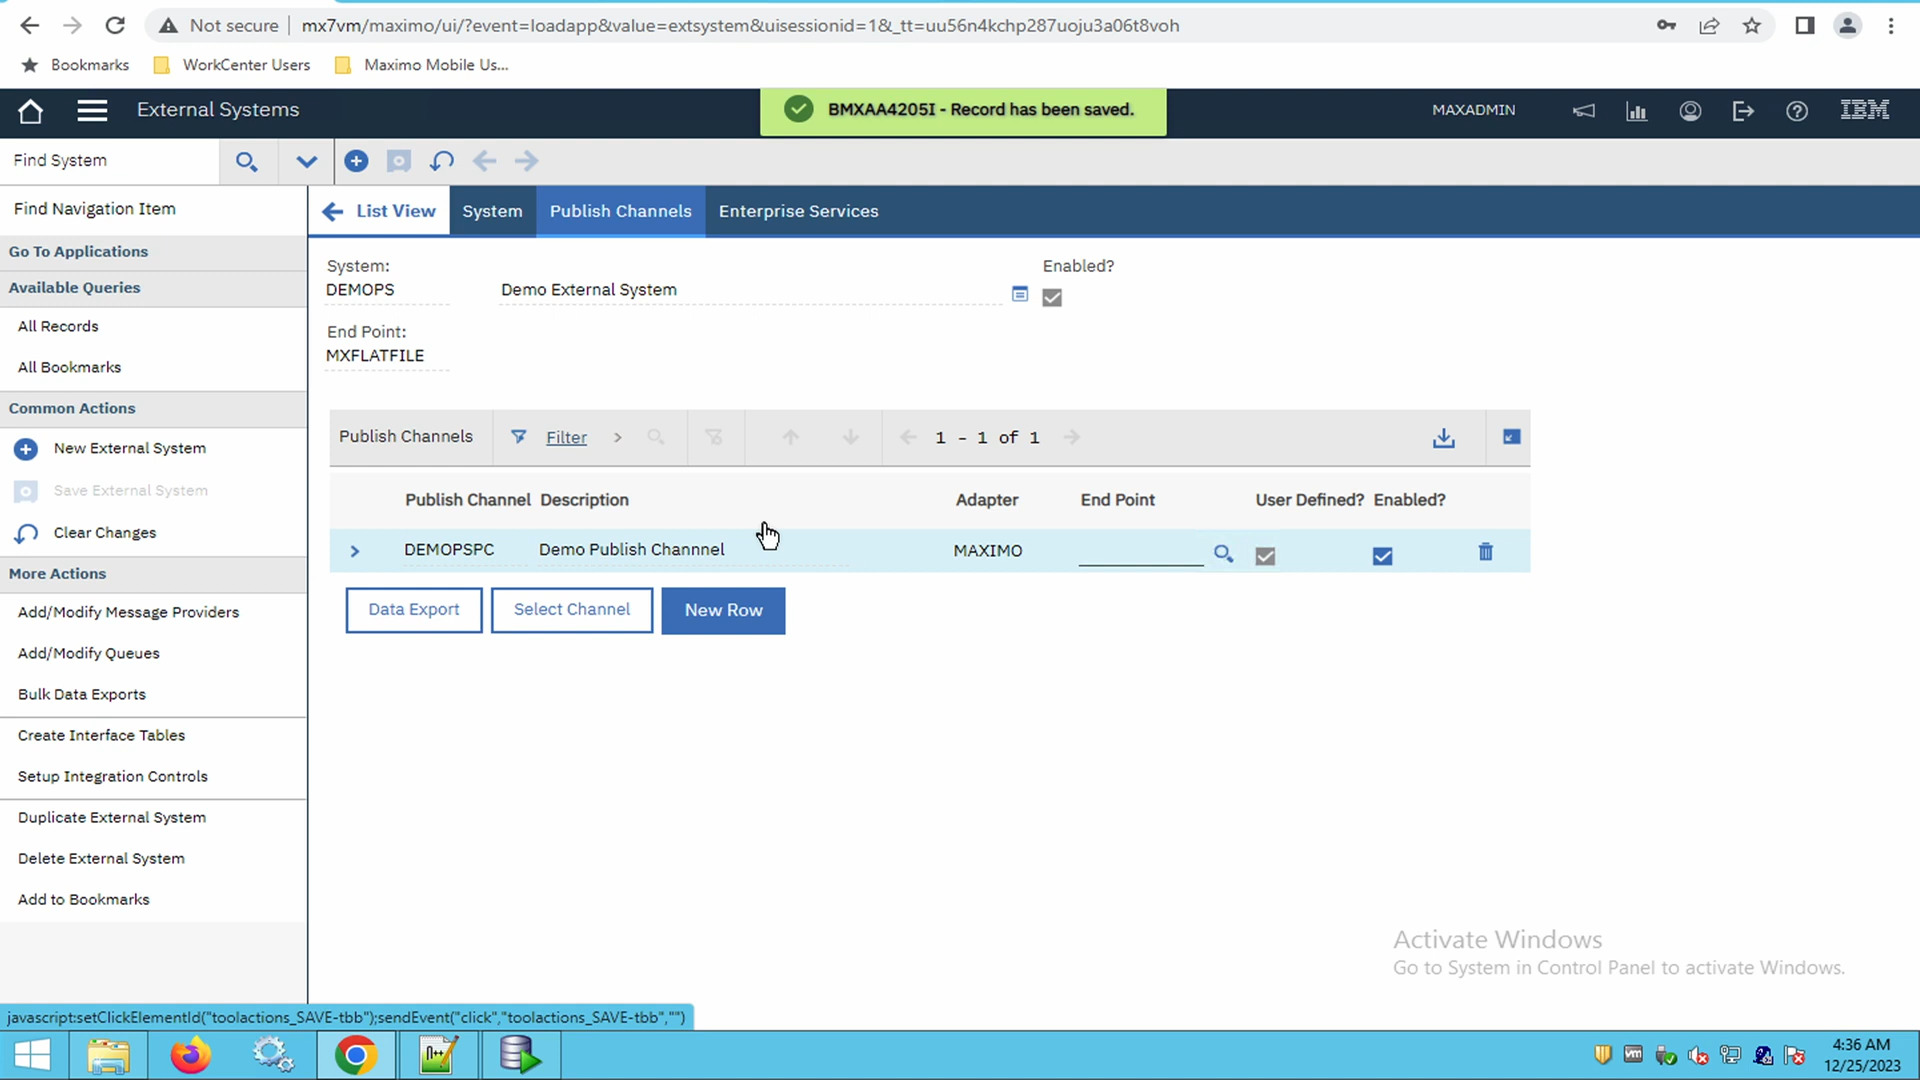 Not secure
mx7vm/maximo/ui/?event=loadapp&value=extsystem&uisessionid=1&_tt=uu56n4kchp287uoju3a06t8voh
Bookmarks
WorkCenter Users
Maximo Mobile Us...
External Systems
BMXAA4205I - Record has been saved.
MAXADMIN
IBM
Find System
Find Navigation Item
Go To Applications
Available Queries
All Records
All Bookmarks
Common Actions
New External System
Save External System
Clear Changes
More Actions
Add/Modify Message Providers
Add/Modify Queues
Bulk Data Exports
Create Interface Tables
Setup Integration Controls
Duplicate External System
Delete External System
Add to Bookmarks
List View
System
Publish Channels
Enterprise Services
System:
DEMOPS
Demo External System
Enabled?
End Point:
MXFLATFILE
Publish Channels
Filter
1 - 1 of 1
Publish Channel
Description
Adapter
End Point
User Defined?
Enabled?
DEMOPSPC
Demo Publish Channnel
MAXIMO
Data Export
Select Channel
New Row
Activate Windows
Go to System in Control Panel to activate Windows.
javascript:setClickElementId("toolactions_SAVE-tbb");sendEvent("click","toolactions_SAVE-tbb","")
4:36 AM
12/25/2023